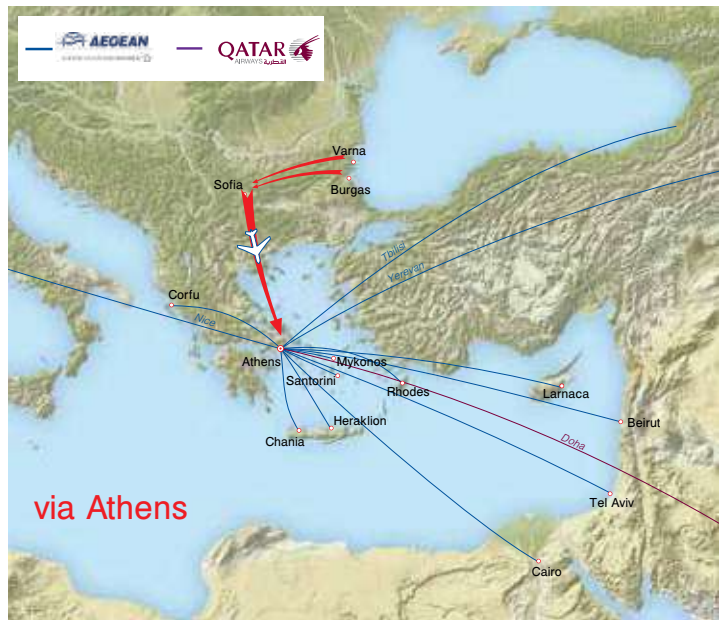 AEGEAN
QATAR
AIRWAYS القطرية
Varna
Sofia
Burgas
Tbilisi
Yerevan
Corfu
Nice
Athens
Mykonos
Santorini
Rhodes
Larnaca
Chania
Heraklion
Beirut
Doha
via Athens
Tel Aviv
Cairo